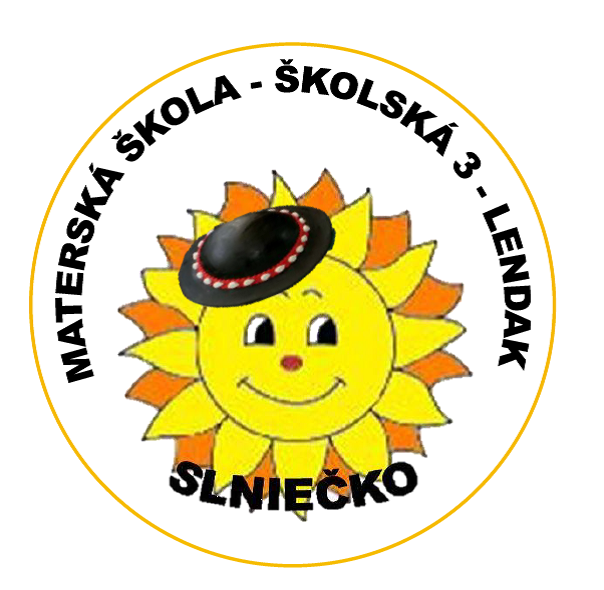 MATERSKÁ ŠKOLA - ŠKOLSKÁ 3 - LENDAK
SLNIEČKO